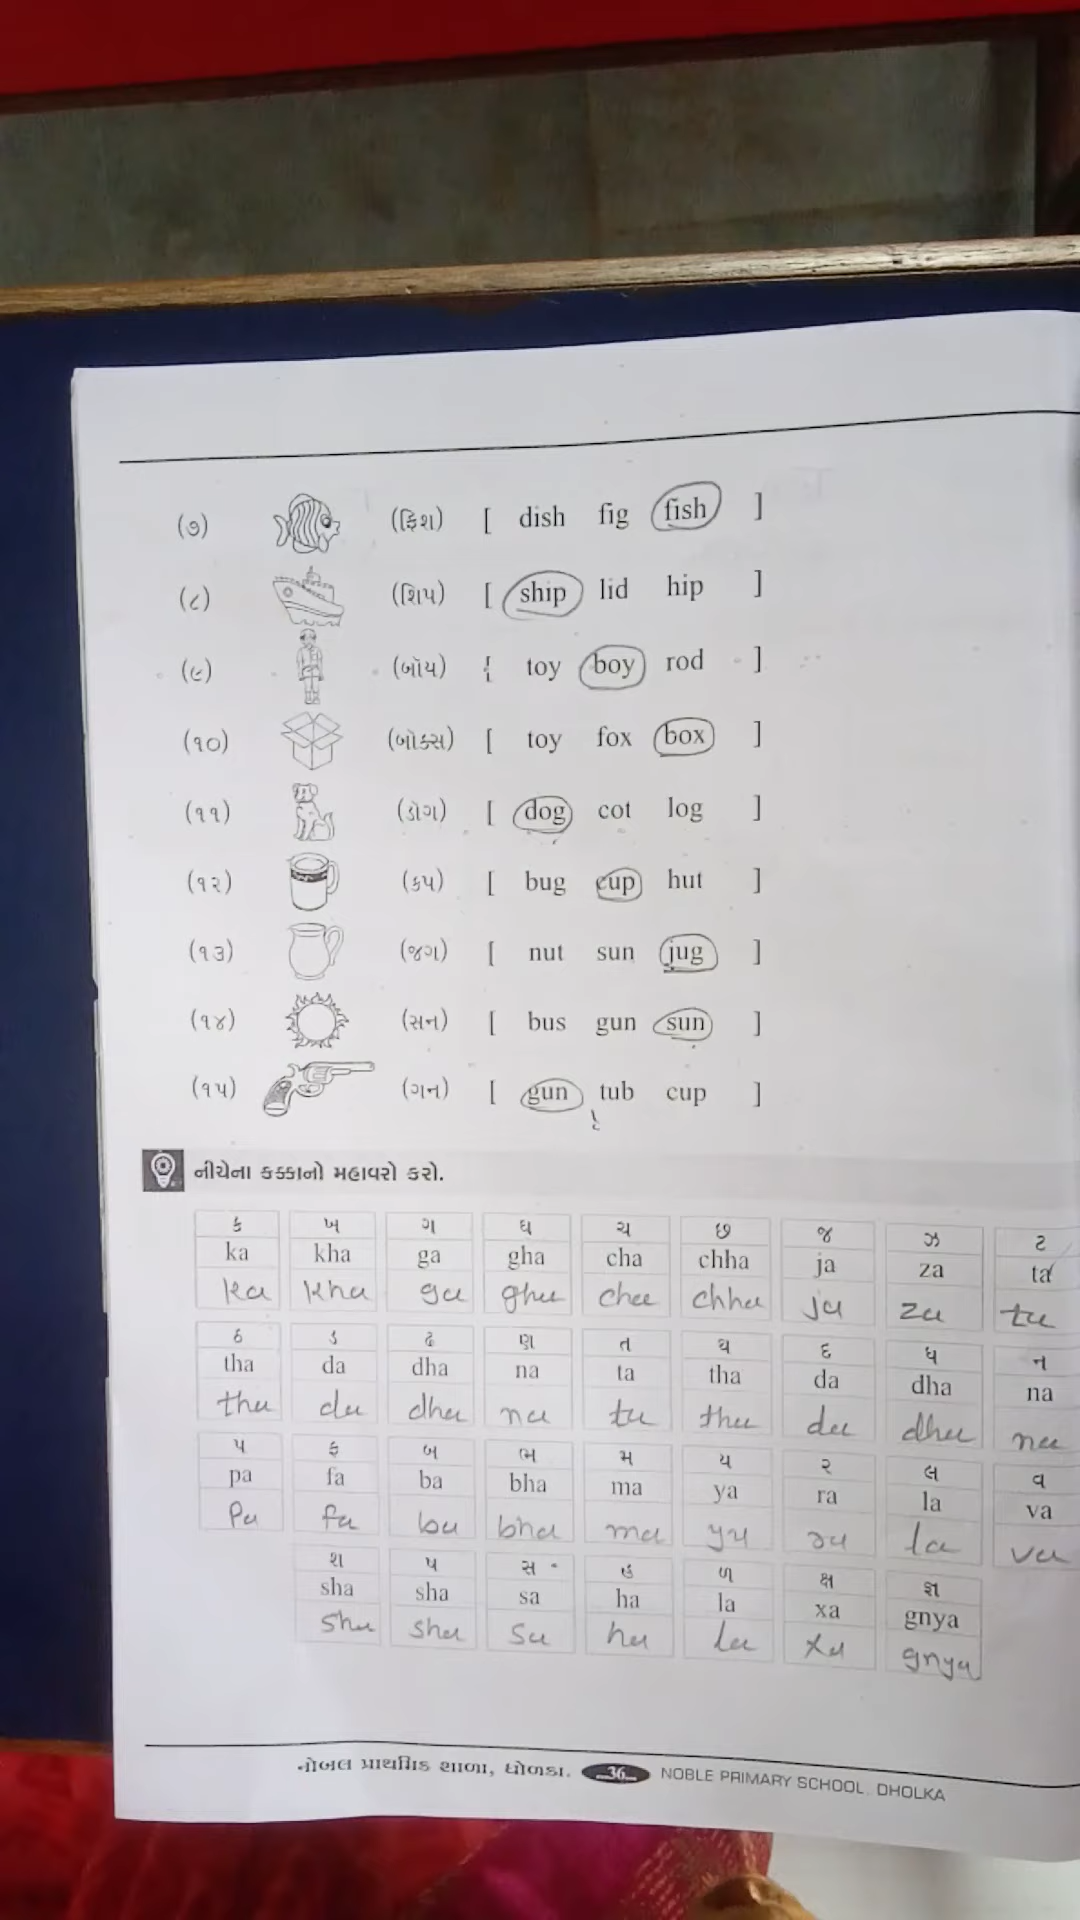 (૭) (ફિશ) [ dish fig fish ]
(૮) (શિપ) [ ship lid hip ]
(૯) (બૉય) [ toy boy rod ]
(૧૦) (બોક્સ) [ toy fox box ]
(૧૧) (ડોગ) [ dog cot log ]
(૧૨) (કપ) [ bug cup hut ]
(૧૩) (જગ) [ nut sun jug ]
(૧૪) (સન) [ bus gun sun ]
(૧૫) (ગન) [ gun tub cup ]
નીચેના કક્કાનો મહાવરો કરો.
ક ખ ગ ઘ ચ છ જ ઝ ટ
ka kha ga gha cha chha ja za ta
ka kha ga gha cha chha ja za ta
ઠ ડ ઢ ણ ત થ દ ધ ન
tha da dha na ta tha da dha na
tha da dha na ta tha da dha na
પ ફ બ ભ મ ય ર લ વ
pa fa ba bha ma ya ra la va
Pa fa ba bha ma ya ra la va
શ ષ સ હ ળ ક્ષ જ્ઞ
sha sha sa ha la xa gnya
sha sha sa ha la xa gnya
નોબલ પ્રાથમિક શાળા, ધોળકા. 36 NOBLE PRIMARY SCHOOL, DHOLKA